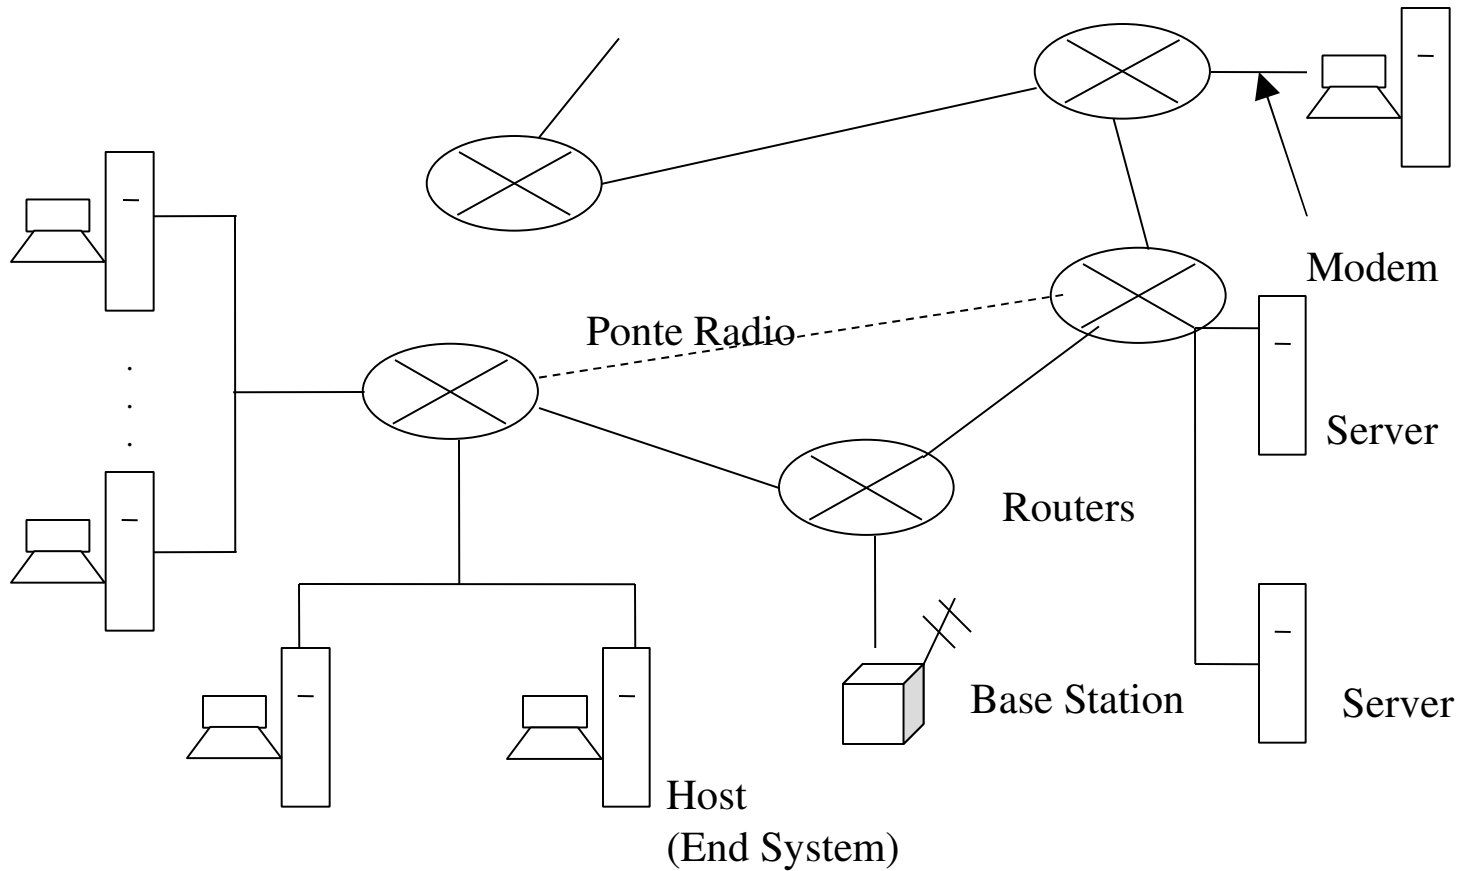 Modem
Ponte Radio
Server
Routers
Base Station
Server
Host
(End System)